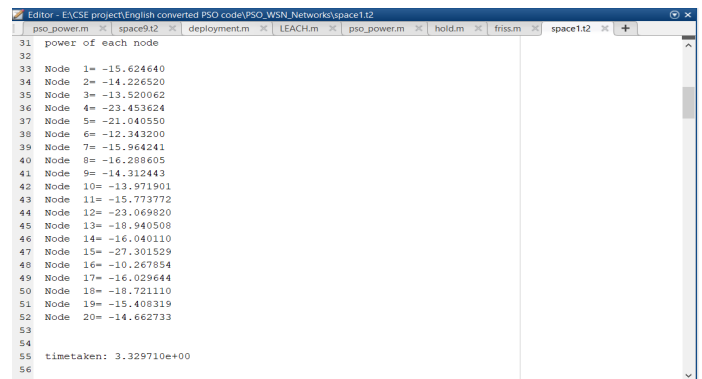 Editor - E:\CSE project\English converted PSO code\PSO_WSN_Networks\space1.t2
pso_power.m space9.t2 deployment.m LEACH.m pso_power.m hold.m friss.m space1.t2
31 power of each node
32
33 Node 1= -15.624640
34 Node 2= -14.226520
35 Node 3= -13.520062
36 Node 4= -23.453624
37 Node 5= -21.040550
38 Node 6= -12.343200
39 Node 7= -15.964241
40 Node 8= -16.288605
41 Node 9= -14.312443
42 Node 10= -13.971901
43 Node 11= -15.773772
44 Node 12= -23.069820
45 Node 13= -18.940508
46 Node 14= -16.040110
47 Node 15= -27.301529
48 Node 16= -10.267854
49 Node 17= -16.029644
50 Node 18= -18.721110
51 Node 19= -15.408319
52 Node 20= -14.662733
53
54
55 timetaken: 3.329710e+00
56